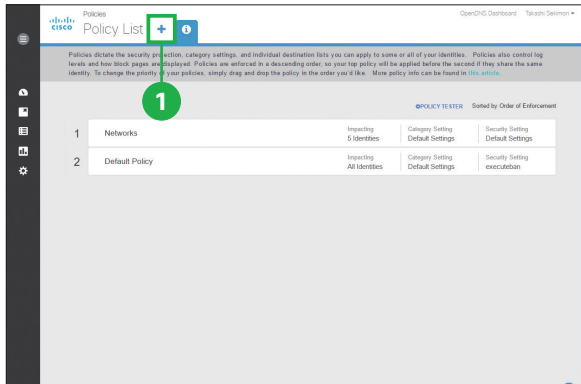 Policies
OpenDNS Dashboard Takashi Sekimon
CISCO
Policy List + i
Policies dictate the security protection, category settings, and individual destination lists you can apply to some or all of your identities. Policies also control log
levels and how block pages are displayed. Policies are enforced in a descending order, so your top policy will be applied before the second if they share the same
identity. To change the priority of your policies, simply drag and drop the policy in the order you'd like. More policy info can be found in this article.
1
POLICY TESTER Sorted by Order of Enforcement
1 Networks
Impacting
5 Identities
Category Setting
Default Settings
Security Setting
Default Settings
2 Default Policy
Impacting
All Identities
Category Setting
Default Settings
Security Setting
executeban